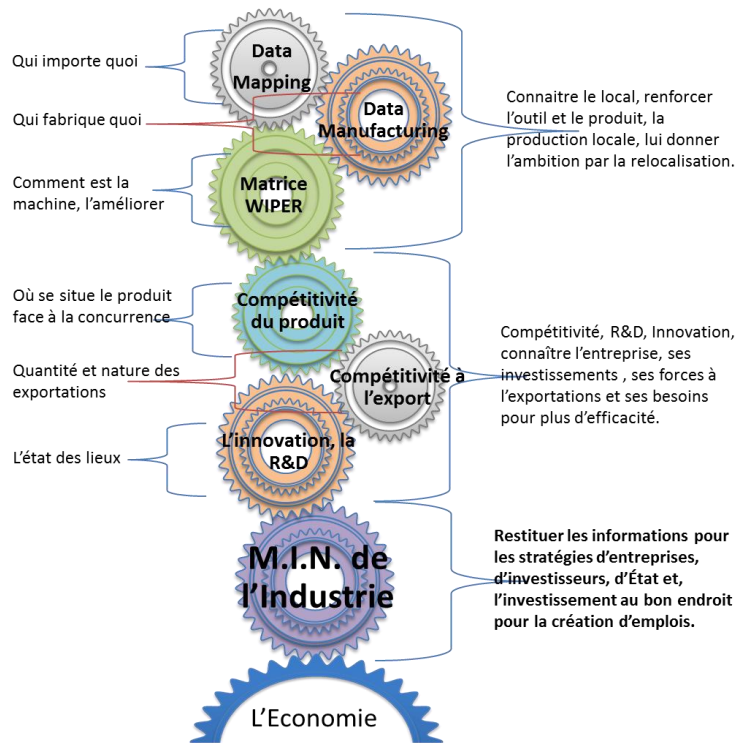 Data
Mapping
Qui importe quoi
Data
Manufacturing
Qui fabrique quoi
Connaitre le local, renforcer
l’outil et le produit, la
production locale, lui donner
l’ambition par la relocalisation.
Matrice
WIPER
Comment est la
machine, l’améliorer
Compétitivité
du produit
Où se situe le produit
face à la concurrence
Compétitivité à
l’export
Quantité et nature des
exportations
Compétitivité, R&D, Innovation,
connaître l’entreprise, ses
investissements , ses forces à
l’exportations et ses besoins
pour plus d’efficacité.
L’innovation, la
R&D
L’état des lieux
M.I.N. de
l’Industrie
Restituer les informations pour
les stratégies d’entreprises,
d’investisseurs, d’État et,
l’investissement au bon endroit
pour la création d’emplois.
L’Economie